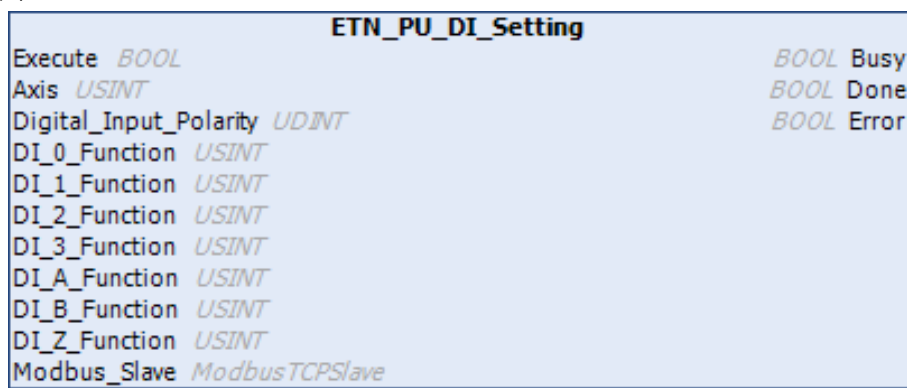 ETN_PU_DI_Setting
Execute BOOL BOOL Busy
Axis USINT BOOL Done
Digital_Input_Polarity UDINT BOOL Error
DI_0_Function USINT
DI_1_Function USINT
DI_2_Function USINT
DI_3_Function USINT
DI_A_Function USINT
DI_B_Function USINT
DI_Z_Function USINT
Modbus_Slave ModbusTCPSlave